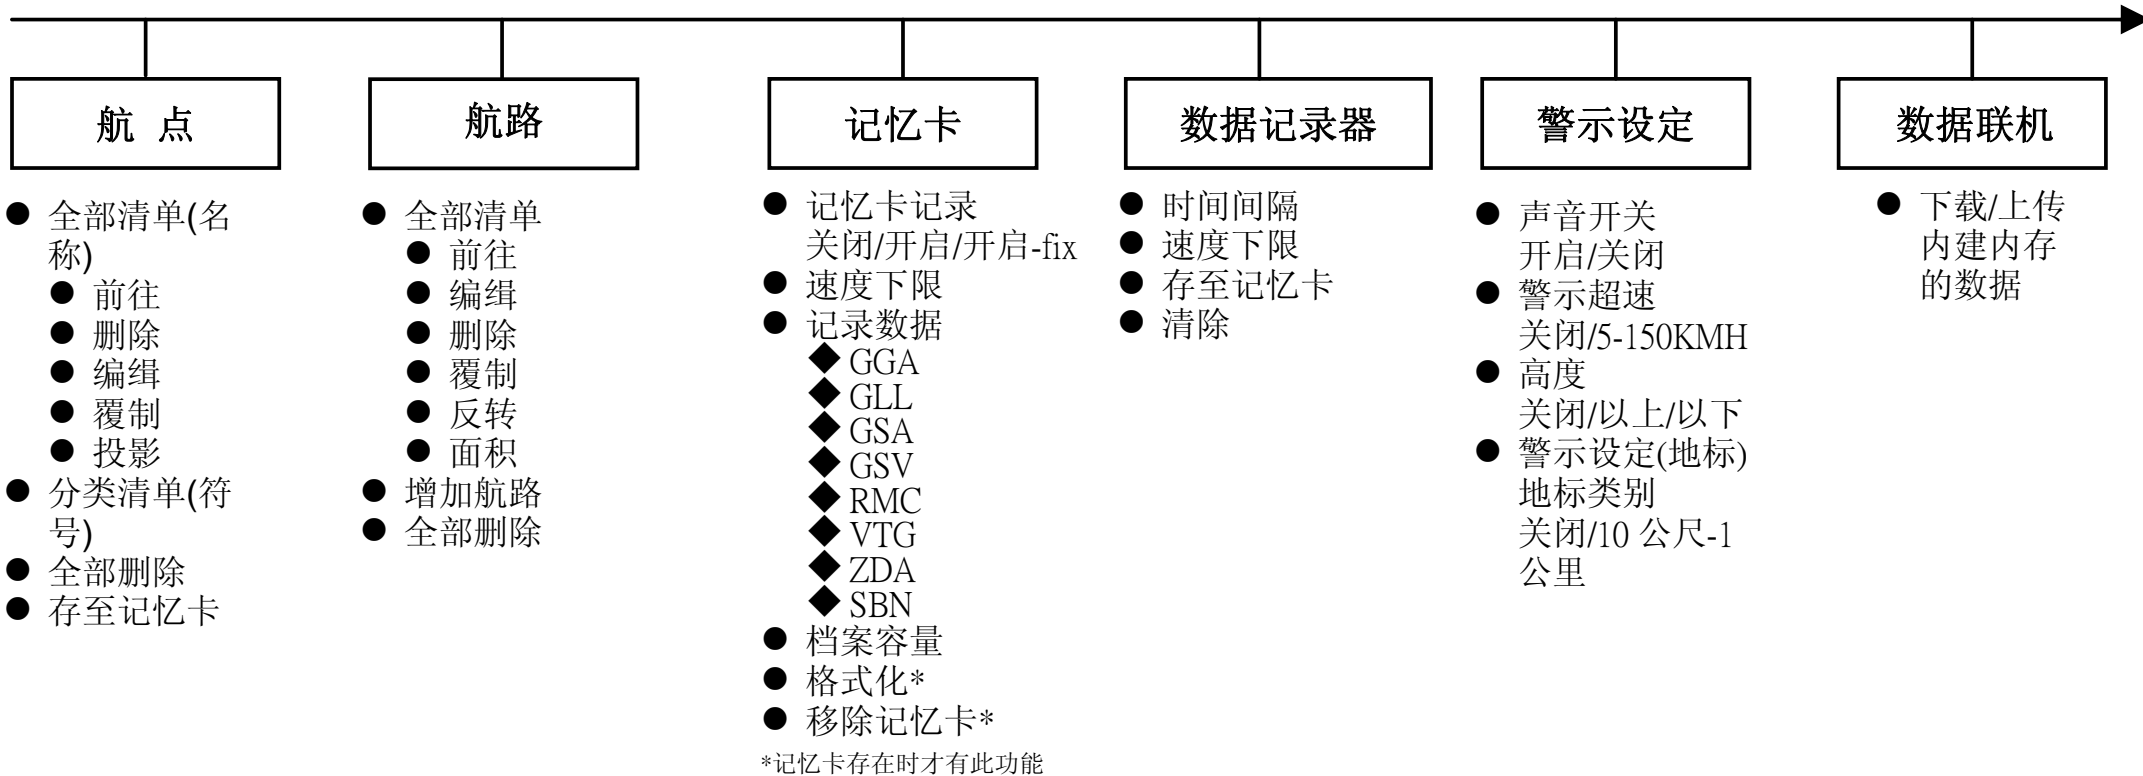 航 点
全部清单(名
称)
前往
删除
编缉
覆制
投影
分类清单(符
号)
全部删除
存至记忆卡
航路
全部清单
前往
编缉
删除
覆制
反转
面积
增加航路
全部删除
记忆卡
记忆卡记录
关闭/开启/开启-fix
速度下限
记录数据
GGA
GLL
GSA
GSV
RMC
VTG
ZDA
SBN
档案容量
格式化*
移除记忆卡*
*记忆卡存在时才有此功能
数据记录器
时间间隔
速度下限
存至记忆卡
清除
警示设定
声音开关
开启/关闭
警示超速
关闭/5-150KMH
高度
关闭/以上/以下
警示设定(地标)
地标类别
关闭/10 公尺-1
公里
数据联机
下载/上传
内建内存
的数据